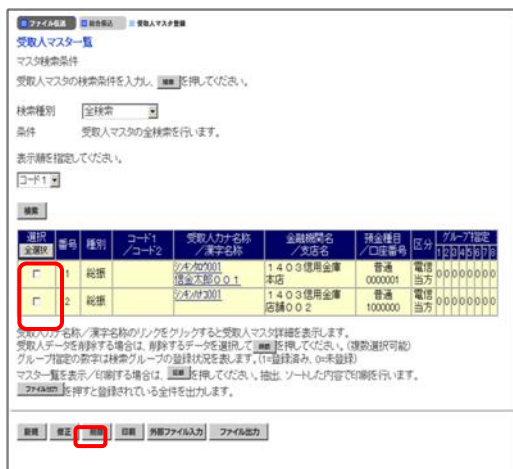 ファイル伝送 総合振込 受取人マスタ登録
受取人マスター覧
マスタ検索条件
受取人マスタの検索条件を入力し、検索を押してください。
検索種別 全検索
条件 受取人マスタの全検索を行います。
表示順を指定してください。
コード1
検索
選択 全選択 番号 種別 コード1／コード2 受取人カナ名称／漢字名称 金融機関名／支店名 預金種目／口座番号 区分 グループ指定 1 2 3 4 5 6 7 8
1 総振 シンキンタロウ001 信金太郎００１ １４０３信用金庫 本店 普通 0000001 電信 当方 0 0 0 0 0 0 0 0
2 総振 １４０３信用金庫 店舗００２ 普通 1000000 電信 当方 0 0 0 0 0 0 0 0
受取人カナ名称／漢字名称のリンクをクリックすると受取人マスタ詳細を表示します。
受取人データを削除する場合は、削除するデータを選択して削除を押してください。(複数選択可能)
グループ指定の数字は検索グループの登録状況を表します。(1=登録済み、0=未登録)
マスター覧を表示／印刷する場合は、印刷を押してください。抽出、ソートした内容で印刷を行います。
ファイル出力を押すと登録されている全件を出力します。
新規 修正 削除 印刷 外部ファイル入力 ファイル出力